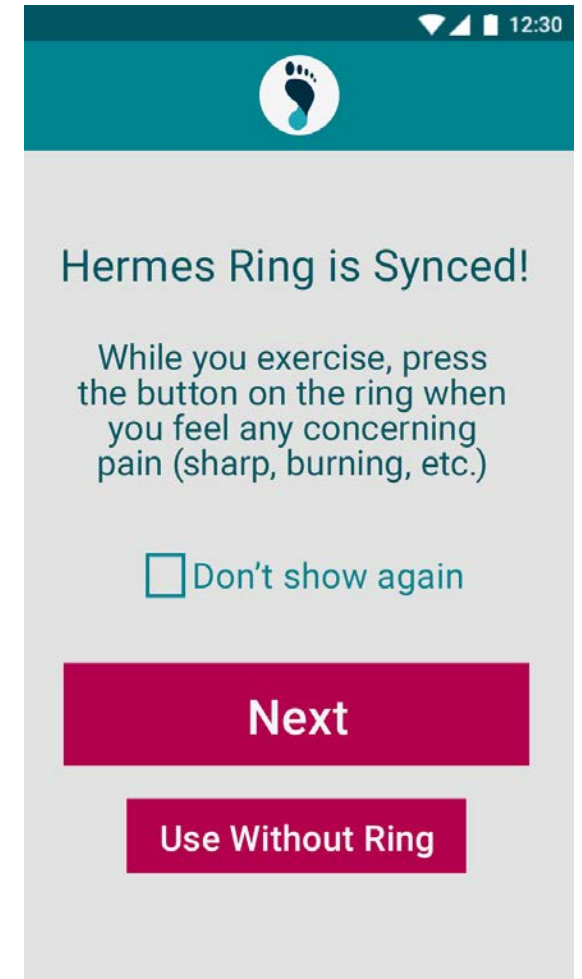 12:30
Hermes Ring is Synced!
While you exercise, press
the button on the ring when
you feel any concerning
pain (sharp, burning, etc.)
Don’t show again
Next
Use Without Ring